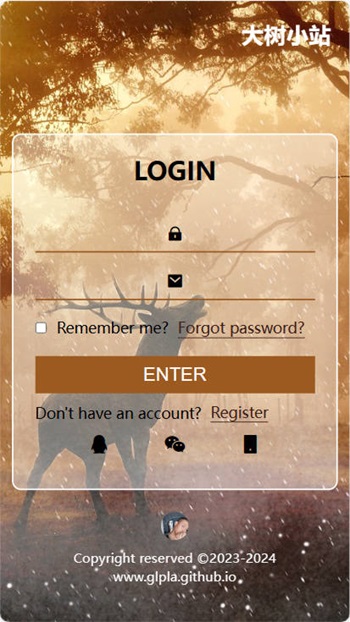 大树小站
LOGIN
Remember me? Forgot password?
ENTER
Don't have an account? Register
Copyright reserved ©2023-2024
www.glpla.github.io